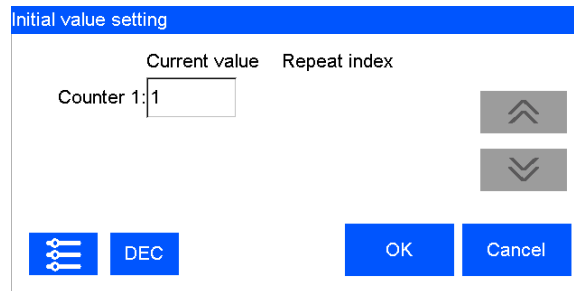 Initial value setting
Current value Repeat index
Counter 1: 1
DEC OK Cancel